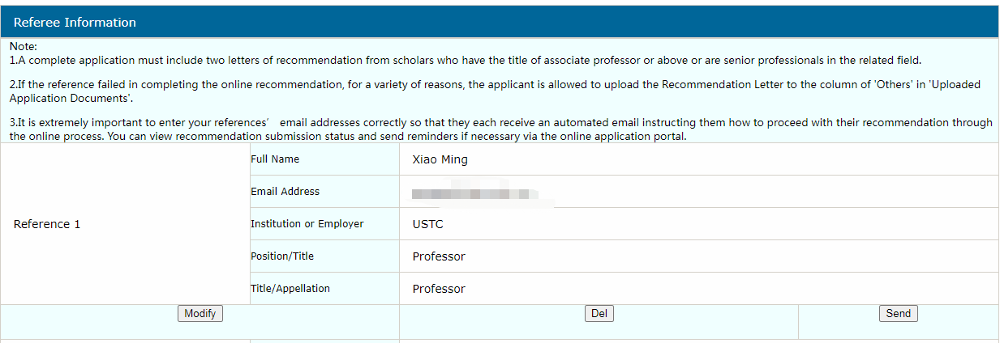 Referee Information
Note:
1.A complete application must include two letters of recommendation from scholars who have the title of associate professor or above or are senior professionals in the related field.
2.If the reference failed in completing the online recommendation, for a variety of reasons, the applicant is allowed to upload the Recommendation Letter to the column of 'Others' in 'Uploaded
Application Documents'.
3.It is extremely important to enter your references’ email addresses correctly so that they each receive an automated email instructing them how to proceed with their recommendation through
the online process. You can view recommendation submission status and send reminders if necessary via the online application portal.
Reference 1
Full Name Xiao Ming
Email Address
Institution or Employer USTC
Position/Title Professor
Title/Appellation Professor
Modify Del Send